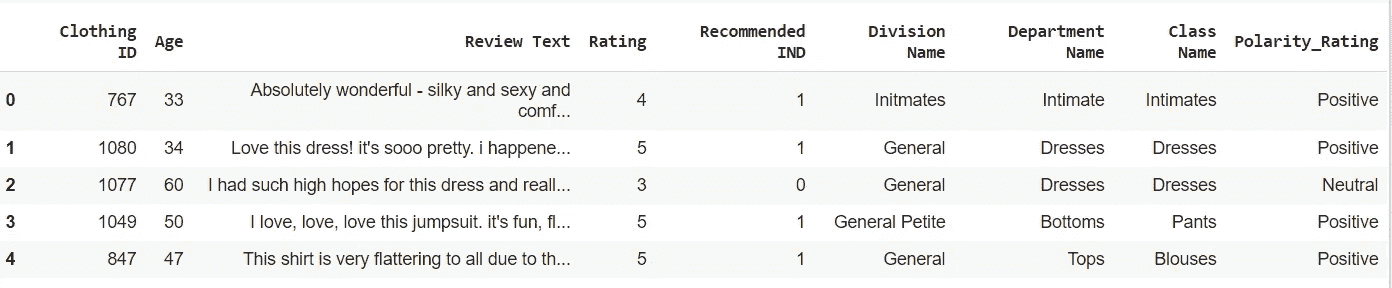 Clothing ID Age Review Text Rating Recommended IND Division Name Department Name Class Name Polarity_Rating
0 767 33 Absolutely wonderful - silky and sexy and comf... 4 1 Initmates Intimate Intimates Positive
1 1080 34 Love this dress! it's sooo pretty. i happene... 5 1 General Dresses Dresses Positive
2 1077 60 I had such high hopes for this dress and reall... 3 0 General Dresses Dresses Neutral
3 1049 50 I love, love, love this jumpsuit. it's fun, fl... 5 1 General Petite Bottoms Pants Positive
4 847 47 This shirt is very flattering to all due to th... 5 1 General Tops Blouses Positive